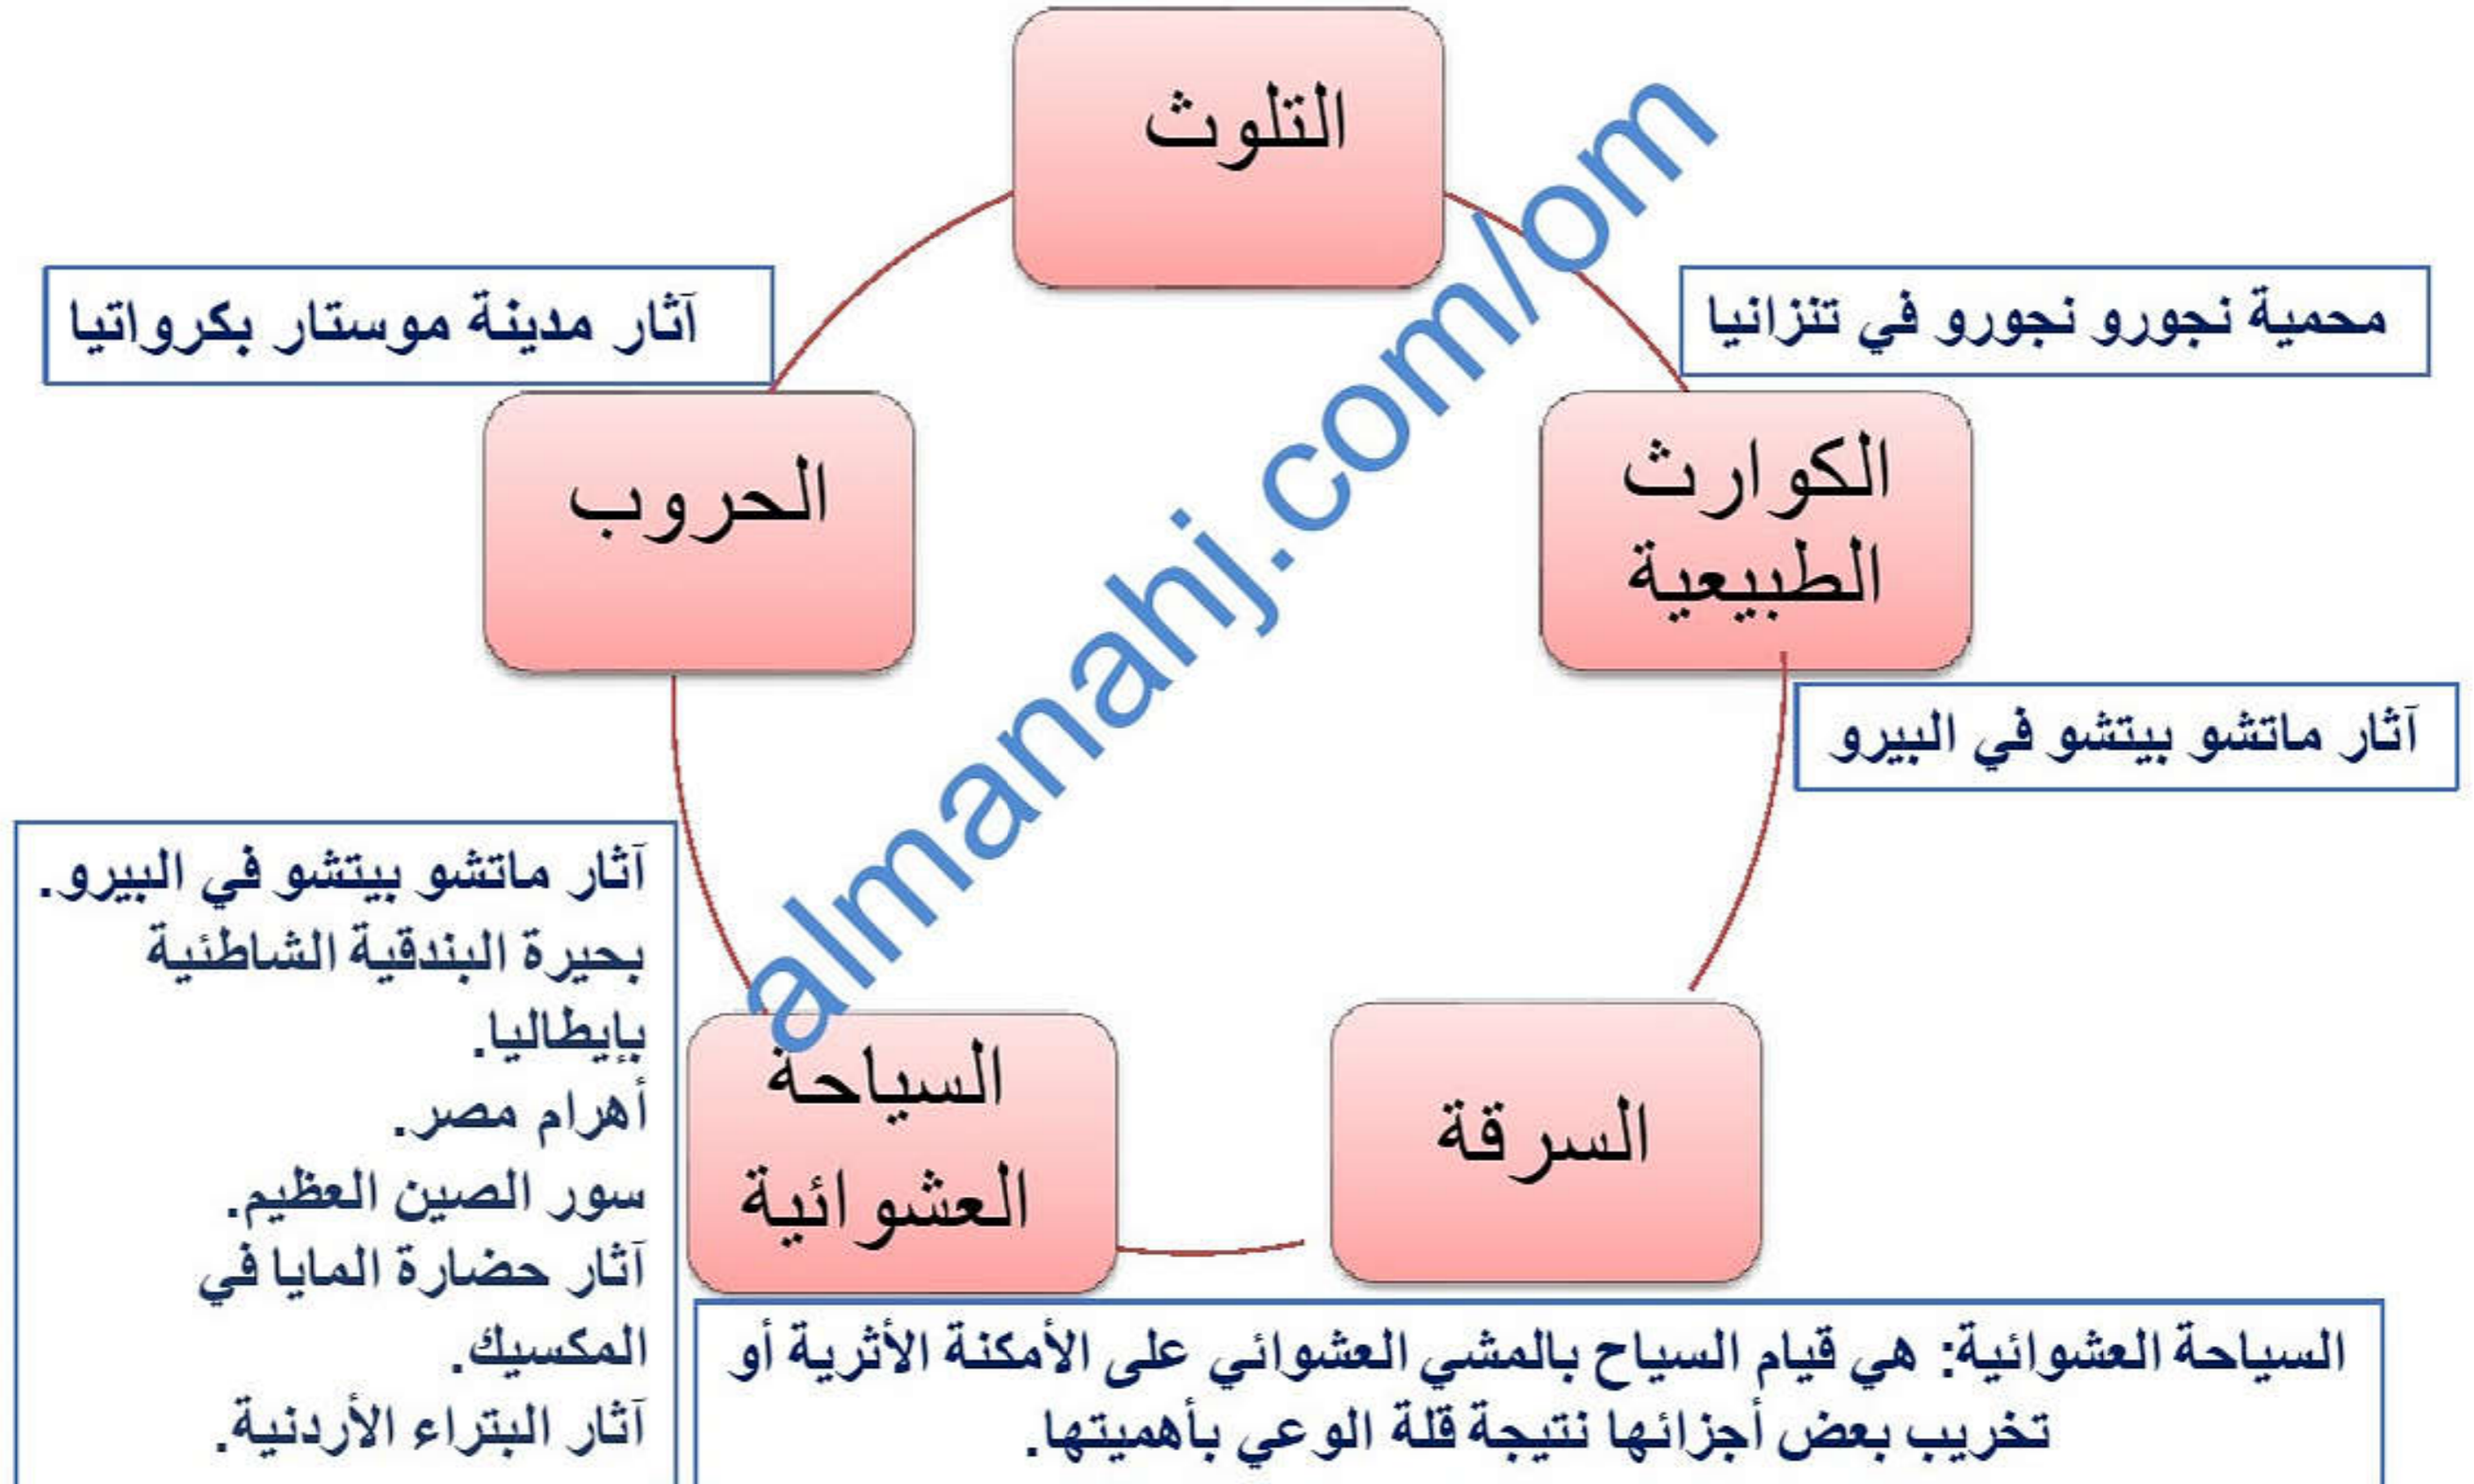 التلوث
محمية نجورو نجورو في تنزانيا
آثار مدينة موستار بكرواتيا
الكوارث
الطبيعية
الحروب
آثار ماتشو بيتشو في البيرو
آثار ماتشو بيتشو في البيرو.
بحيرة البندقية الشاطئية
بإيطاليا.
أهرام مصر.
سور الصين العظيم.
آثار حضارة المايا في
المكسيك.
آثار البتراء الأردنية.
السرقة
السياحة
العشوائية
السياحة العشوائية: هي قيام السياح بالمشي العشوائي على الأمكنة الأثرية أو
تخريب بعض أجزائها نتيجة قلة الوعي بأهميتها.
almanahj.com/om